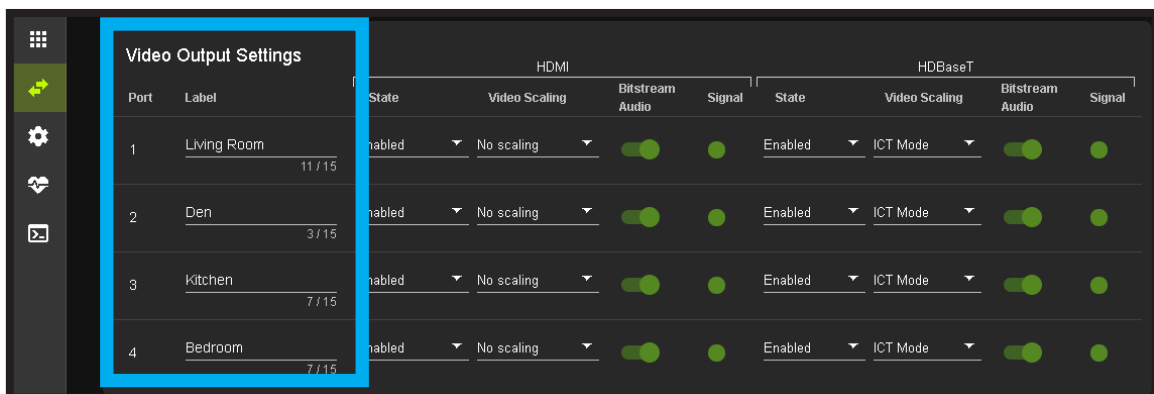 Video Output Settings
HDMI HDBaseT
Port Label State Video Scaling Bitstream Audio Signal State Video Scaling Bitstream Audio Signal
1 Living Room nabled No scaling Enabled ICT Mode
11 / 15
2 Den nabled No scaling Enabled ICT Mode
3 / 15
3 Kitchen nabled No scaling Enabled ICT Mode
7 / 15
4 Bedroom nabled No scaling Enabled ICT Mode
7 / 15